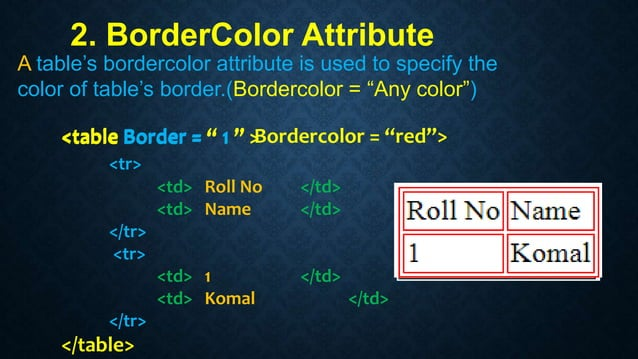 2. BorderColor Attribute
A table’s bordercolor attribute is used to specify the
color of table’s border.(Bordercolor = “Any color”)
<table Border = “ 1 ” > Bordercolor = “red”>
<tr>
<td> Roll No </td>
<td> Name </td>
</tr>
<tr>
<td> 1 </td>
<td> Komal </td>
</tr>
</table>
Roll No Name
1 Komal